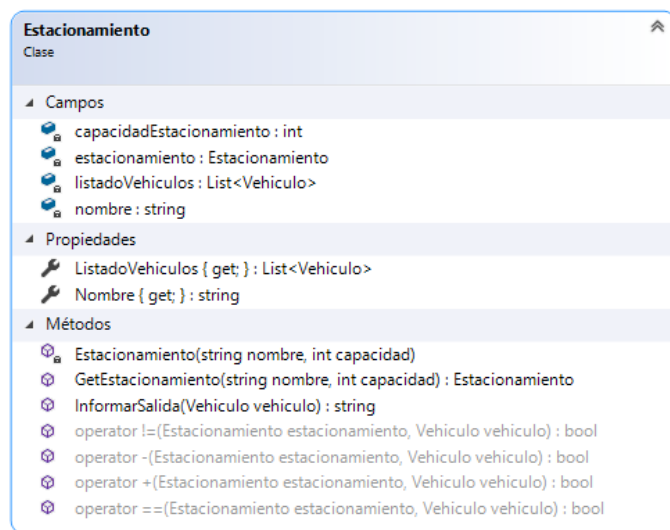 Estacionamiento
Clase
Campos
capacidadEstacionamiento : int
estacionamiento : Estacionamiento
listadoVehiculos : List<Vehiculo>
nombre : string
Propiedades
ListadoVehiculos { get; } : List<Vehiculo>
Nombre { get; } : string
Métodos
Estacionamiento(string nombre, int capacidad)
GetEstacionamiento(string nombre, int capacidad) : Estacionamiento
InformarSalida(Vehiculo vehiculo) : string
operator !=(Estacionamiento estacionamiento, Vehiculo vehiculo) : bool
operator -(Estacionamiento estacionamiento, Vehiculo vehiculo) : bool
operator +(Estacionamiento estacionamiento, Vehiculo vehiculo) : bool
operator ==(Estacionamiento estacionamiento, Vehiculo vehiculo) : bool